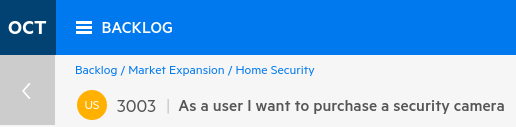 OCT BACKLOG
Backlog / Market Expansion / Home Security
US 3003 | As a user I want to purchase a security camera